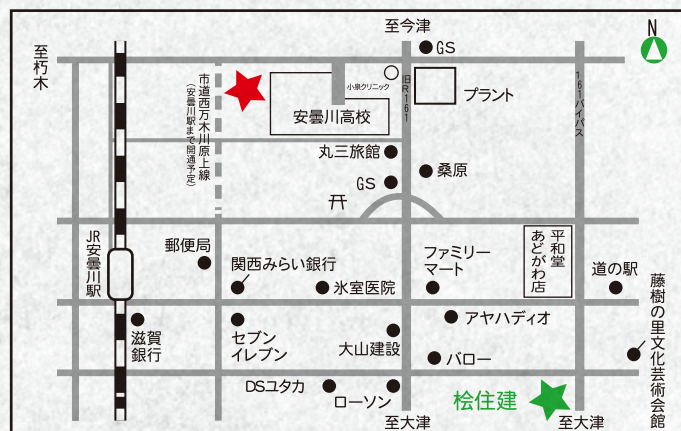 至今津
N
GS
至朽木
市道西万木川原上線
(安曇川駅まで開通予定)
小泉クリニック
旧R161
プラント
161バイパス
安曇川高校
丸三旅館
桑原
GS
JR安曇川駅
郵便局
関西みらい銀行
氷室医院
ファミリー
マート
平和堂
あどがわ店
道の駅
藤樹の里文化芸術会館
滋賀
銀行
セブン
イレブン
大山建設
アヤハディオ
バロー
DSユタカ
ローソン
桧住建
至大津
至大津